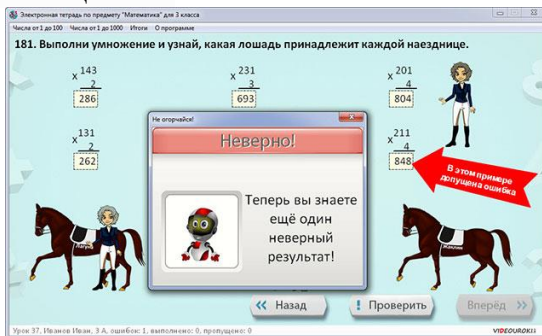 Электронная тетрадь по предмету "Математика" для 3 класса
Числа от 1 до 100 Числа от 1 до 1000 Итоги О программе
181. Выполни умножение и узнай, какая лошадь принадлежит каждой наезднице.
x 143
2
286
x 231
3
693
x 201
4
804
x 131
2
262
x 211
4
848
В этом примере
допущена ошибка
Не огорчайся!
Неверно!
Теперь вы знаете
ещё один
неверный
результат!
Лагуна
Жаклин
Назад
Проверить
Вперёд
Урок 37, Иванов Иван, 3 А, ошибок: 1, выполнено: 0, пропущено: 0
VIDEOUROKI